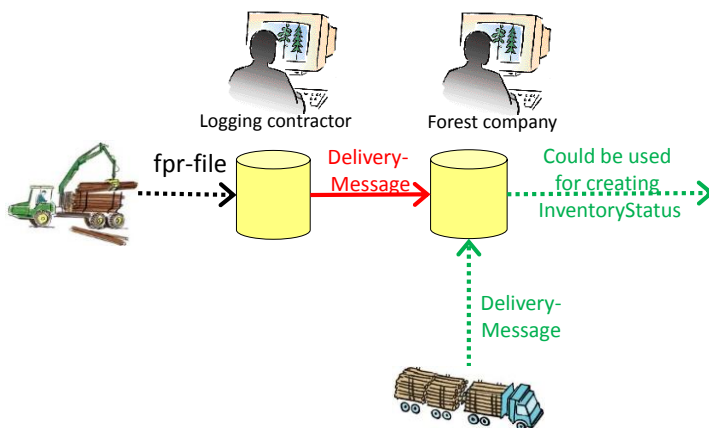 Logging contractor
Forest company
fpr-file
Delivery-
Message
Could be used
for creating
InventoryStatus
Delivery-
Message